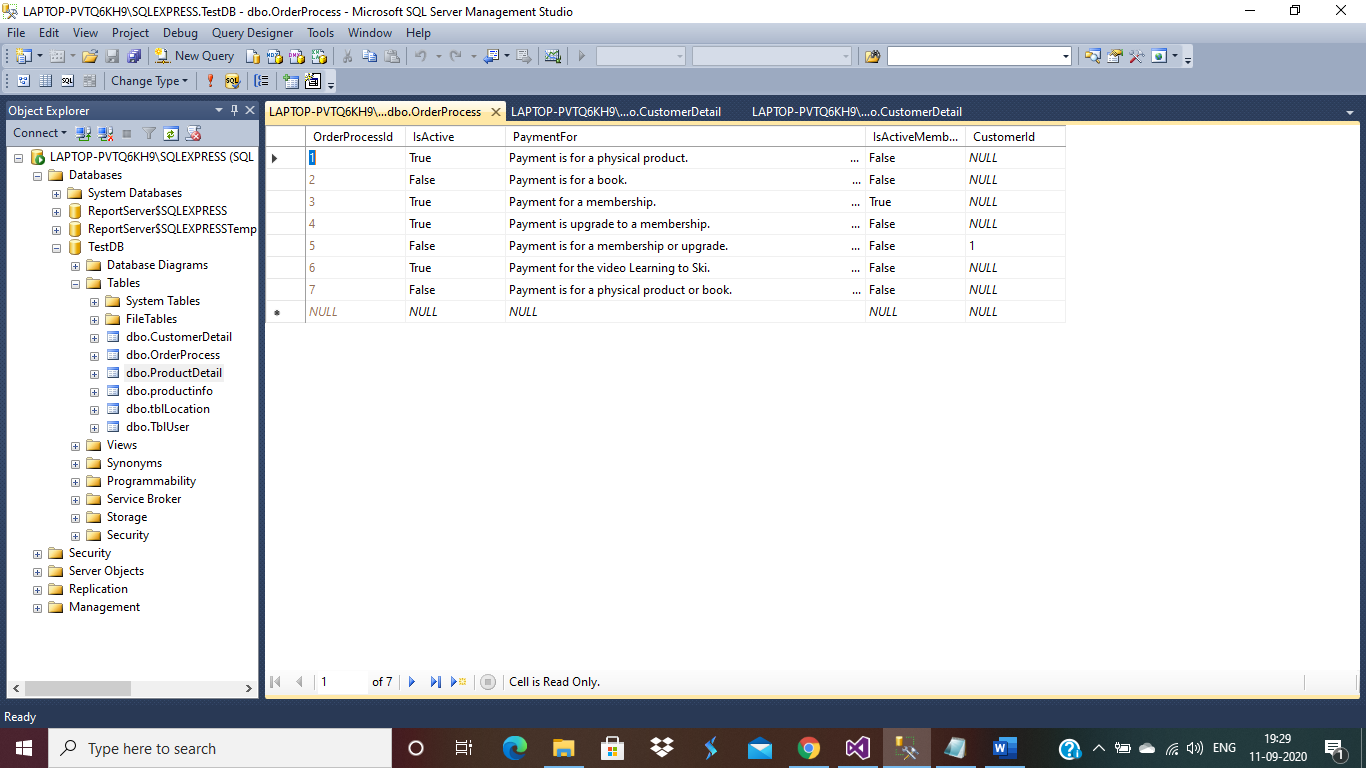 LAPTOP-PVTQ6KH9\SQLEXPRESS.TestDB - dbo.OrderProcess - Microsoft SQL Server Management Studio
File Edit View Project Debug Query Designer Tools Window Help
New Query
Change Type
Object Explorer
Connect
LAPTOP-PVTQ6KH9\SQLEXPRESS (SQL
Databases
System Databases
ReportServer$SQLEXPRESS
ReportServer$SQLEXPRESSTemp
TestDB
Database Diagrams
Tables
System Tables
FileTables
dbo.CustomerDetail
dbo.OrderProcess
dbo.ProductDetail
dbo.productinfo
dbo.tblLocation
dbo.TblUser
Views
Synonyms
Programmability
Service Broker
Storage
Security
Security
Server Objects
Replication
Management
LAPTOP-PVTQ6KH9\...dbo.OrderProcess LAPTOP-PVTQ6KH9\...o.CustomerDetail LAPTOP-PVTQ6KH9\...o.CustomerDetail
OrderProcessId IsActive PaymentFor IsActiveMemb... CustomerId
1 True Payment is for a physical product. ... False NULL
2 False Payment is for a book. ... False NULL
3 True Payment for a membership. ... True NULL
4 True Payment is upgrade to a membership. ... False NULL
5 False Payment is for a membership or upgrade. ... False 1
6 True Payment for the video Learning to Ski. ... False NULL
7 False Payment is for a physical product or book. ... False NULL
NULL NULL NULL NULL NULL
1 of 7 Cell is Read Only.
Ready
Type here to search
ENG 19:29
11-09-2020
1